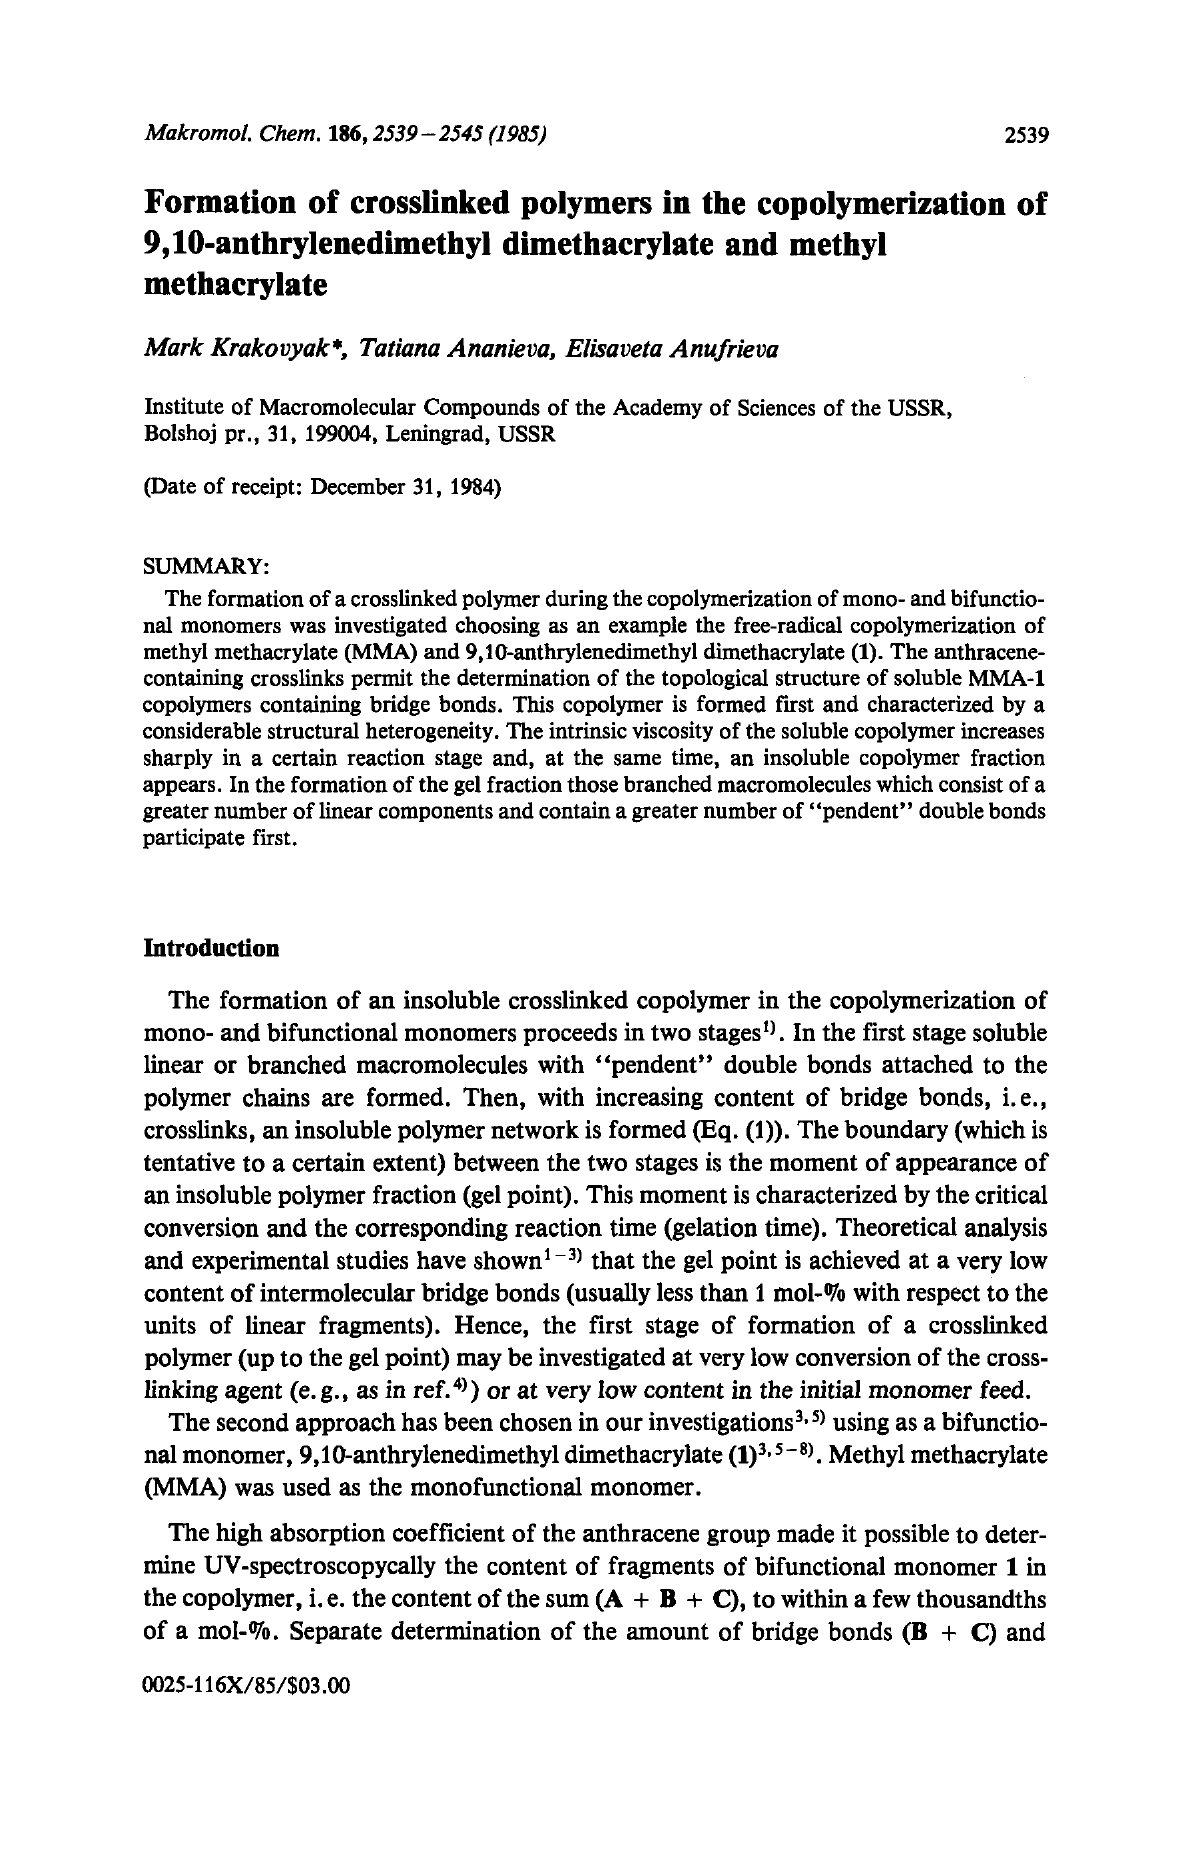 Makromol. Chem. 186, 2539–2545 (1985) 2539
Formation of crosslinked polymers in the copolymerization of
9,10-anthrylenedimethyl dimethacrylate and methyl
methacrylate
Mark Krakovyak*, Tatiana Ananieva, Elisaveta Anufrieva
Institute of Macromolecular Compounds of the Academy of Sciences of the USSR,
Bolshoj pr., 31, 199004, Leningrad, USSR
(Date of receipt: December 31, 1984)
SUMMARY:
The formation of a crosslinked polymer during the copolymerization of mono- and bifunctio-
nal monomers was investigated choosing as an example the free-radical copolymerization of
methyl methacrylate (MMA) and 9,10-anthrylenedimethyl dimethacrylate (1). The anthracene-
containing crosslinks permit the determination of the topological structure of soluble MMA-1
copolymers containing bridge bonds. This copolymer is formed first and characterized by a
considerable structural heterogeneity. The intrinsic viscosity of the soluble copolymer increases
sharply in a certain reaction stage and, at the same time, an insoluble copolymer fraction
appears. In the formation of the gel fraction those branched macromolecules which consist of a
greater number of linear components and contain a greater number of “pendent” double bonds
participate first.
Introduction
The formation of an insoluble crosslinked copolymer in the copolymerization of
mono- and bifunctional monomers proceeds in two stages¹⁾. In the first stage soluble
linear or branched macromolecules with “pendent” double bonds attached to the
polymer chains are formed. Then, with increasing content of bridge bonds, i.e.,
crosslinks, an insoluble polymer network is formed (Eq. (1)). The boundary (which is
tentative to a certain extent) between the two stages is the moment of appearance of
an insoluble polymer fraction (gel point). This moment is characterized by the critical
conversion and the corresponding reaction time (gelation time). Theoretical analysis
and experimental studies have shown¹⁻³⁾ that the gel point is achieved at a very low
content of intermolecular bridge bonds (usually less than 1 mol-% with respect to the
units of linear fragments). Hence, the first stage of formation of a crosslinked
polymer (up to the gel point) may be investigated at very low conversion of the cross-
linking agent (e.g., as in ref.⁴⁾) or at very low content in the initial monomer feed.
The second approach has been chosen in our investigations³,⁵⁾ using as a bifunctio-
nal monomer, 9,10-anthrylenedimethyl dimethacrylate (1)³,⁵⁻⁸⁾. Methyl methacrylate
(MMA) was used as the monofunctional monomer.
The high absorption coefficient of the anthracene group made it possible to deter-
mine UV-spectroscopycally the content of fragments of bifunctional monomer 1 in
the copolymer, i.e. the content of the sum (A + B + C), to within a few thousandths
of a mol-%. Separate determination of the amount of bridge bonds (B + C) and
0025-116X/85/$03.00